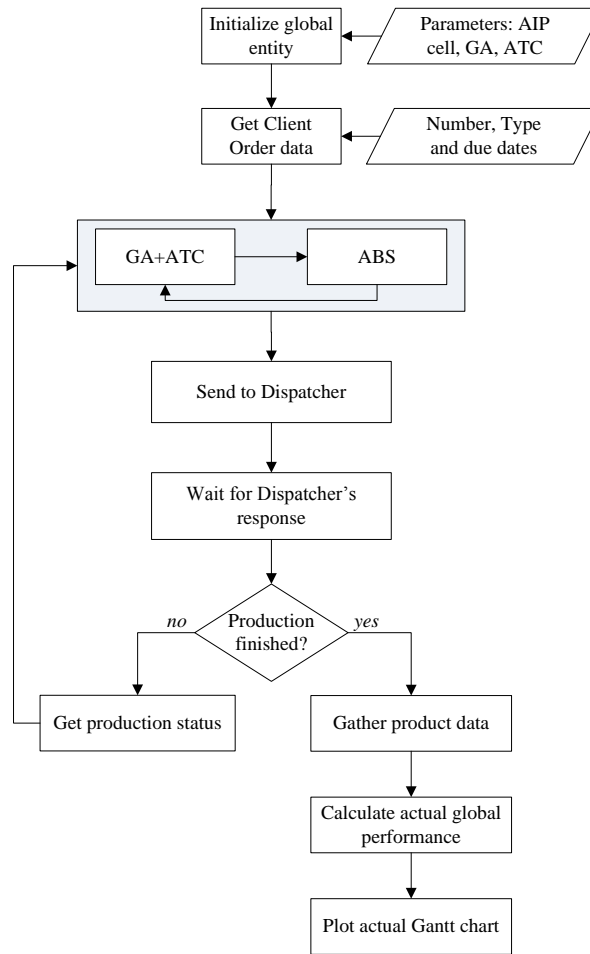 Initialize global
entity
Parameters: AIP
cell, GA, ATC
Get Client
Order data
Number, Type
and due dates
GA+ATC
ABS
Send to Dispatcher
Wait for Dispatcher's
response
no
Production
finished?
yes
Get production status
Gather product data
Calculate actual global
performance
Plot actual Gantt chart